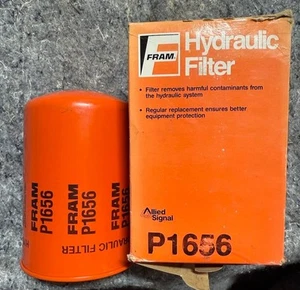 FRAM
Hydraulic
Filter
• Filter removes harmful contaminants from
the hydraulic system
• Regular replacement ensures better
equipment protection
Allied
Signal
P1656
FRAM
P1656
FRAM
P1656
FRAM
P1656
RAULIC FILTER